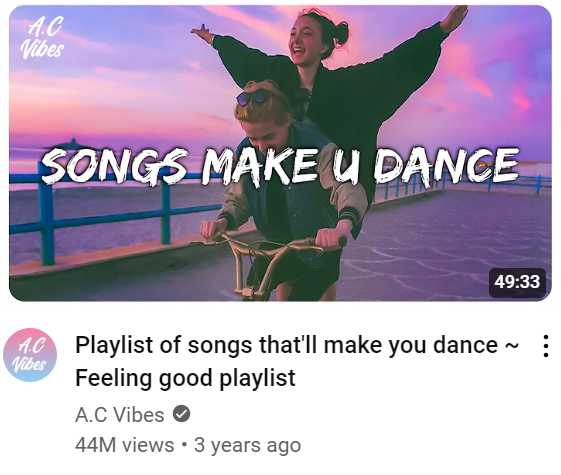 A.C
Vibes
SONGS MAKE U DANCE
49:33
A.C
Vibes
Playlist of songs that'll make you dance ~
Feeling good playlist
A.C Vibes
44M views • 3 years ago